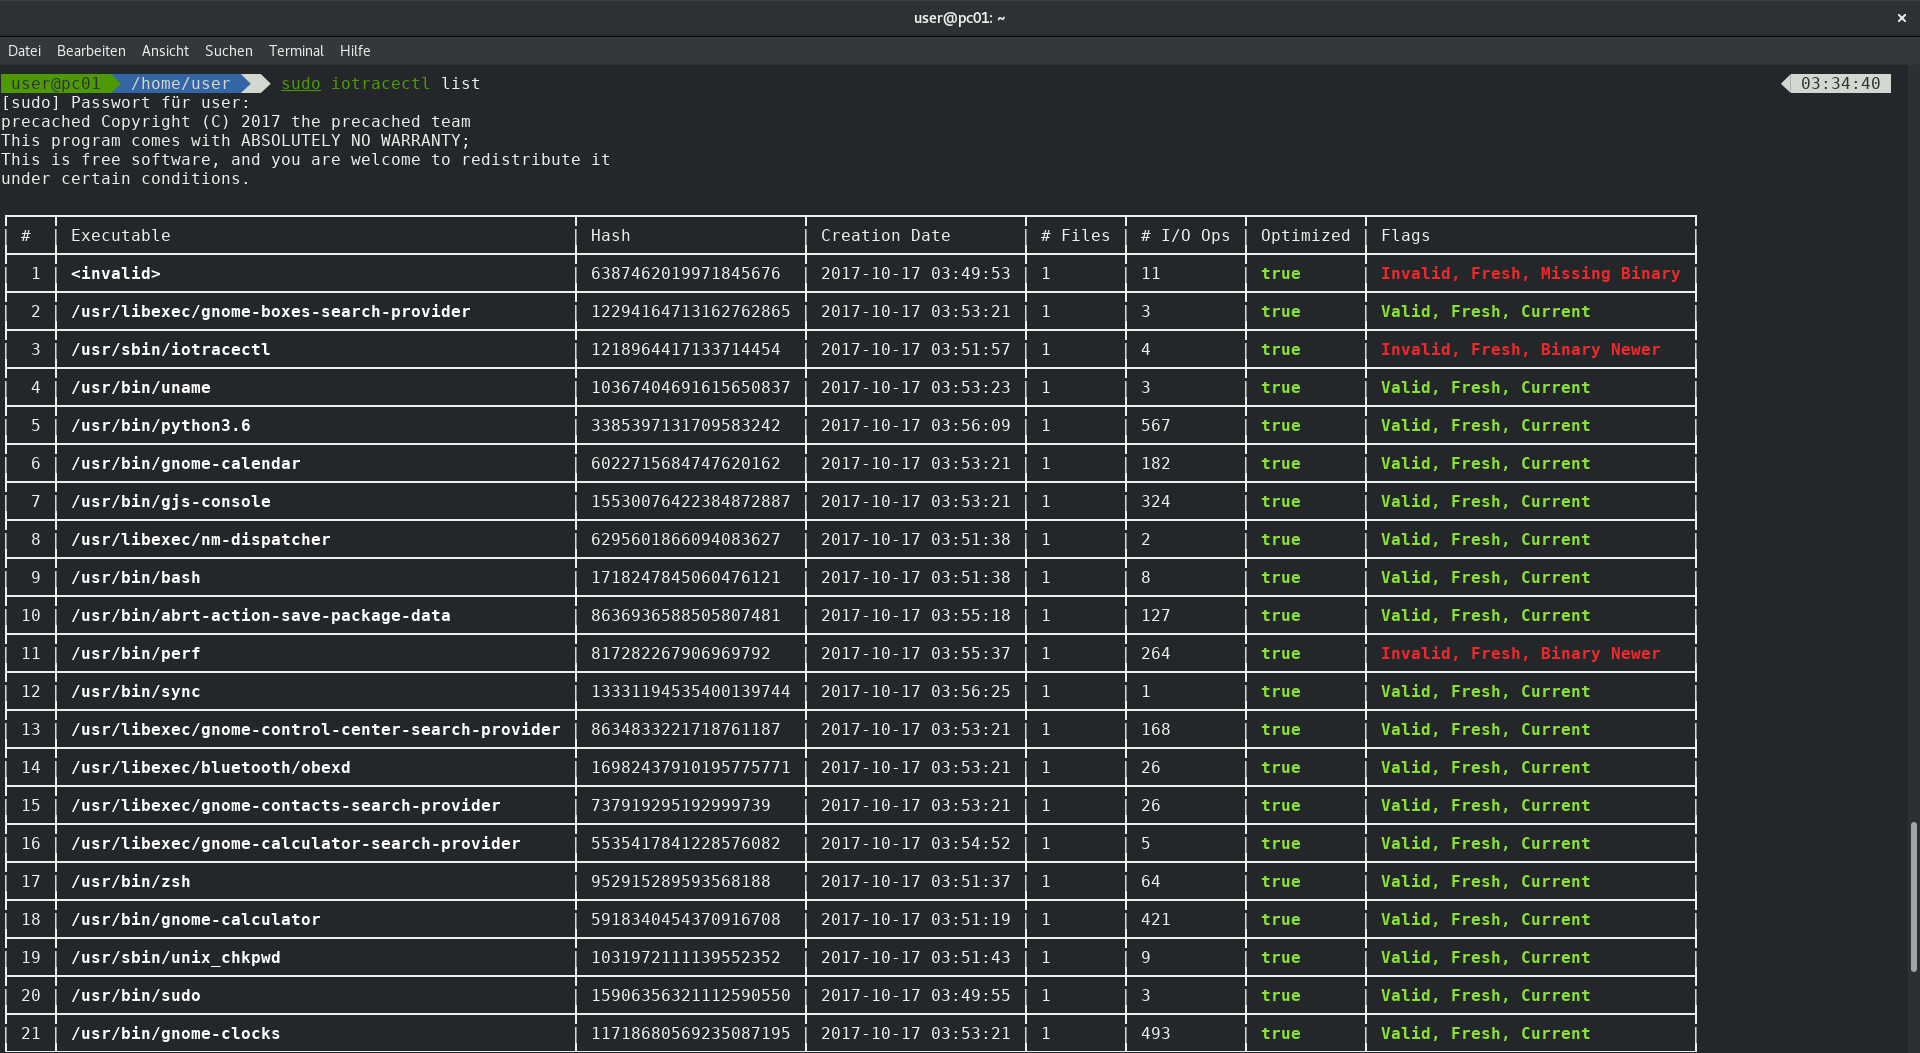 user@pc01: ~
Datei Bearbeiten Ansicht Suchen Terminal Hilfe
user@pc01 /home/user sudo iotracectl list 03:34:40
[sudo] Passwort für user:
precached Copyright (C) 2017 the precached team
This program comes with ABSOLUTELY NO WARRANTY;
This is free software, and you are welcome to redistribute it
under certain conditions.
# | Executable | Hash | Creation Date | # Files | # I/O Ops | Optimized | Flags
1 | <invalid> | 6387462019971845676 | 2017-10-17 03:49:53 | 1 | 11 | true | Invalid, Fresh, Missing Binary
2 | /usr/libexec/gnome-boxes-search-provider | 12294164713162762865 | 2017-10-17 03:53:21 | 1 | 3 | true | Valid, Fresh, Current
3 | /usr/sbin/iotracectl | 1218964417133714454 | 2017-10-17 03:51:57 | 1 | 4 | true | Invalid, Fresh, Binary Newer
4 | /usr/bin/uname | 10367404691615650837 | 2017-10-17 03:53:23 | 1 | 3 | true | Valid, Fresh, Current
5 | /usr/bin/python3.6 | 3385397131709583242 | 2017-10-17 03:56:09 | 1 | 567 | true | Valid, Fresh, Current
6 | /usr/bin/gnome-calendar | 6022715684747620162 | 2017-10-17 03:53:21 | 1 | 182 | true | Valid, Fresh, Current
7 | /usr/bin/gjs-console | 15530076422384872887 | 2017-10-17 03:53:21 | 1 | 324 | true | Valid, Fresh, Current
8 | /usr/libexec/nm-dispatcher | 6295601866094083627 | 2017-10-17 03:51:38 | 1 | 2 | true | Valid, Fresh, Current
9 | /usr/bin/bash | 1718247845060476121 | 2017-10-17 03:51:38 | 1 | 8 | true | Valid, Fresh, Current
10 | /usr/bin/abrt-action-save-package-data | 8636936588505807481 | 2017-10-17 03:55:18 | 1 | 127 | true | Valid, Fresh, Current
11 | /usr/bin/perf | 817282267906969792 | 2017-10-17 03:55:37 | 1 | 264 | true | Invalid, Fresh, Binary Newer
12 | /usr/bin/sync | 13331194535400139744 | 2017-10-17 03:56:25 | 1 | 1 | true | Valid, Fresh, Current
13 | /usr/libexec/gnome-control-center-search-provider | 8634833221718761187 | 2017-10-17 03:53:21 | 1 | 168 | true | Valid, Fresh, Current
14 | /usr/libexec/bluetooth/obexd | 16982437910195775771 | 2017-10-17 03:53:21 | 1 | 26 | true | Valid, Fresh, Current
15 | /usr/libexec/gnome-contacts-search-provider | 737919295192999739 | 2017-10-17 03:53:21 | 1 | 26 | true | Valid, Fresh, Current
16 | /usr/libexec/gnome-calculator-search-provider | 5535417841228576082 | 2017-10-17 03:54:52 | 1 | 5 | true | Valid, Fresh, Current
17 | /usr/bin/zsh | 952915289593568188 | 2017-10-17 03:51:37 | 1 | 64 | true | Valid, Fresh, Current
18 | /usr/bin/gnome-calculator | 5918340454370916708 | 2017-10-17 03:51:19 | 1 | 421 | true | Valid, Fresh, Current
19 | /usr/sbin/unix_chkpwd | 1031972111139552352 | 2017-10-17 03:51:43 | 1 | 9 | true | Valid, Fresh, Current
20 | /usr/bin/sudo | 15906356321112590550 | 2017-10-17 03:49:55 | 1 | 3 | true | Valid, Fresh, Current
21 | /usr/bin/gnome-clocks | 11718680569235087195 | 2017-10-17 03:53:21 | 1 | 493 | true | Valid, Fresh, Current